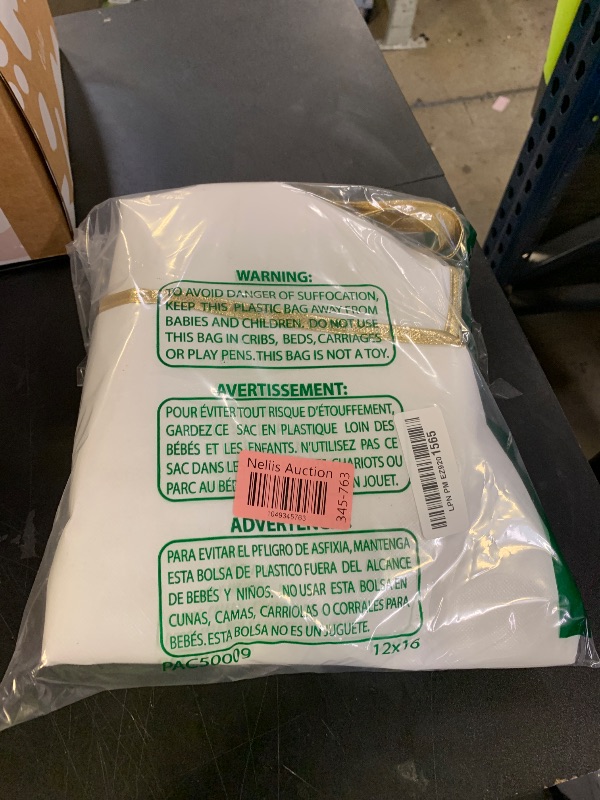 WARNING:
TO AVOID DANGER OF SUFFOCATION,
KEEP THIS PLASTIC BAG AWAY FROM
BABIES AND CHILDREN. DO NOT USE
THIS BAG IN CRIBS, BEDS, CARRIAGES
OR PLAY PENS. THIS BAG IS NOT A TOY.
AVERTISSEMENT:
POUR ÉVITER TOUT RISQUE D'ÉTOUFFEMENT,
GARDEZ CE SAC EN PLASTIQUE LOIN DES
BÉBÉS ET LES ENFANTS. N'UTILISEZ PAS CE
SAC DANS CHARIOTS OU
PARC AU JOUET.
Nellis Auction
1049345763
345-763
LPN PM EZ920 1565
PARA EVITAR EL PELIGRO DE ASFIXIA, MANTENGA
ESTA BOLSA DE PLASTICO FUERA DEL ALCANCE
DE BEBÉS Y NIÑOS. NO USAR ESTA BOLSA EN
CUNAS, CAMAS, CARRIOLAS O CORRALES PARA
BEBÉS. ESTA BOLSA NO ES UN JUGUETE.
PAC50009 12x16